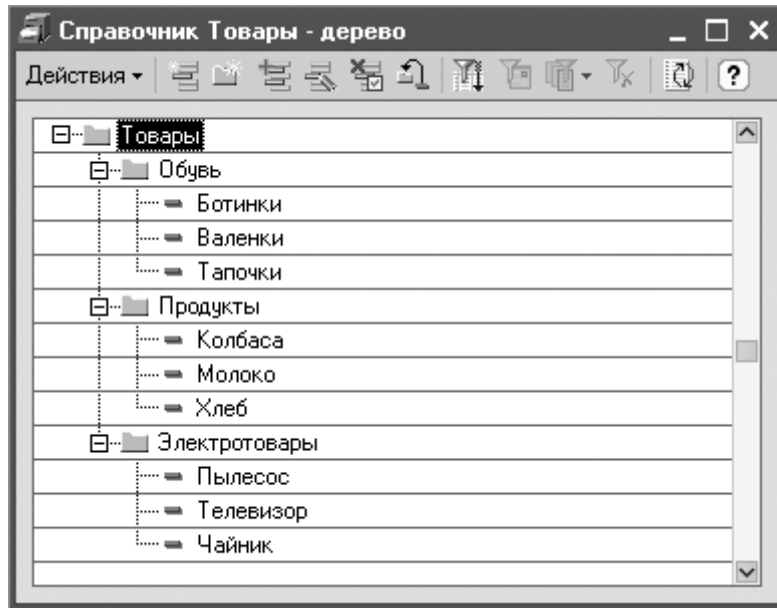 Справочник Товары - дерево
Действия
Товары
Обувь
Ботинки
Валенки
Тапочки
Продукты
Колбаса
Молоко
Хлеб
Электротовары
Пылесос
Телевизор
Чайник